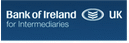 Bank of Ireland UK
for Intermediaries